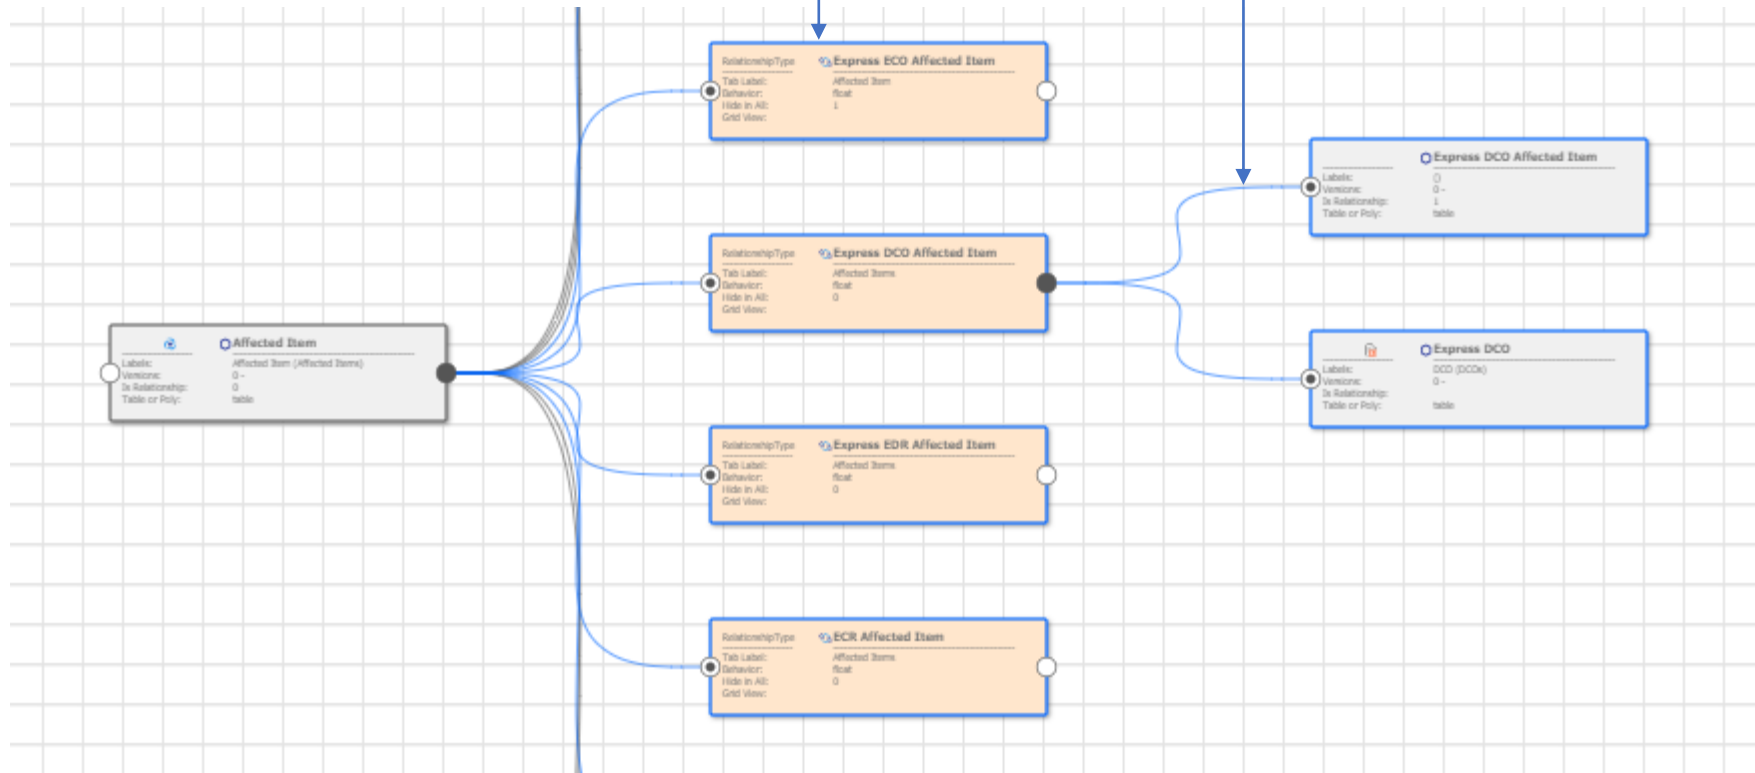 RelationshipType Express ECO Affected Item
Tab Label: Affected Item
Behavior: float
Hide in All: 1
Grid View:
Express DCO Affected Item
Labels: ()
Versions: 0 -
Is Relationship: 1
Table or Poly: table
RelationshipType Express DCO Affected Item
Tab Label: Affected Items
Behavior: float
Hide in All: 0
Grid View:
Affected Item
Labels: Affected Item (Affected Items)
Versions: 0 -
Is Relationship: 0
Table or Poly: table
Express DCO
Labels: DCO (DCOs)
Versions: 0 -
Is Relationship:
Table or Poly: table
RelationshipType Express EDR Affected Item
Tab Label: Affected Items
Behavior: float
Hide in All: 0
Grid View:
RelationshipType ECR Affected Item
Tab Label: Affected Items
Behavior: float
Hide in All: 0
Grid View: